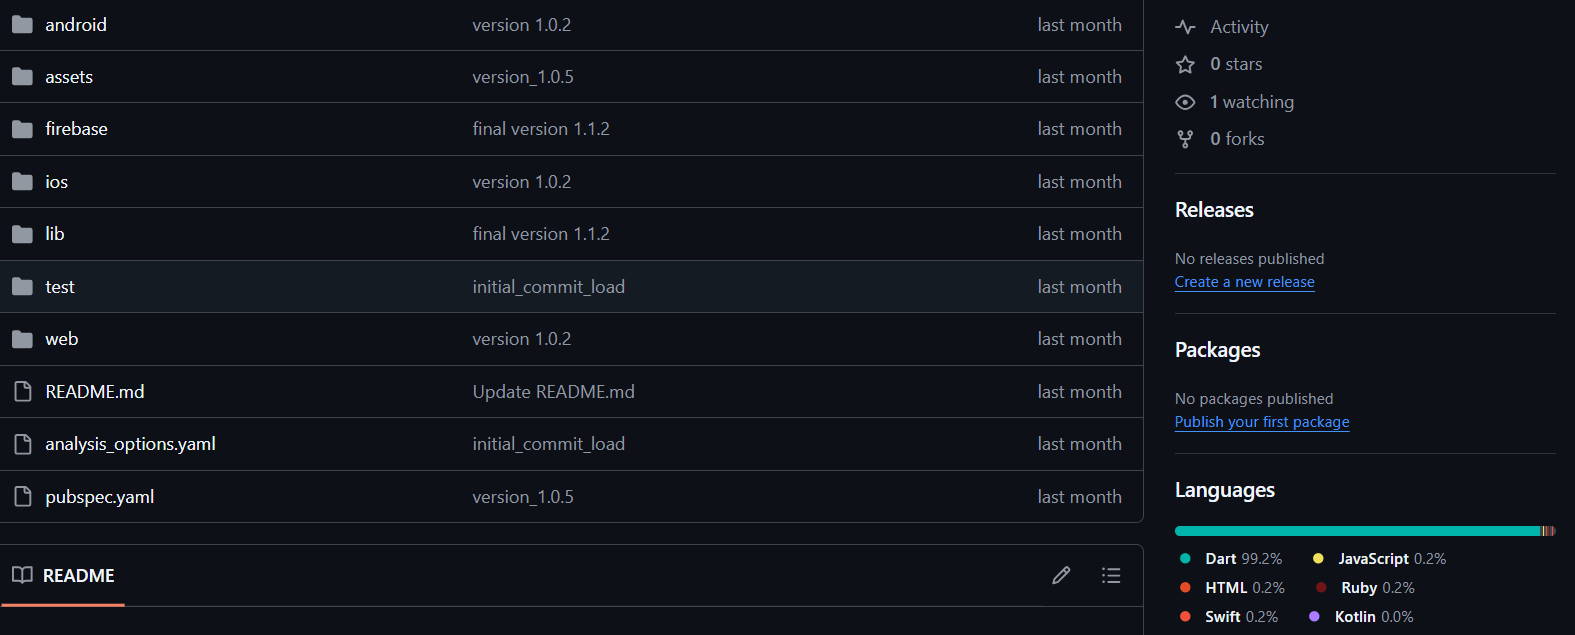 android version 1.0.2 last month
assets version_1.0.5 last month
firebase final version 1.1.2 last month
ios version 1.0.2 last month
lib final version 1.1.2 last month
test initial_commit_load last month
web version 1.0.2 last month
README.md Update README.md last month
analysis_options.yaml initial_commit_load last month
pubspec.yaml version_1.0.5 last month
README
Activity
0 stars
1 watching
0 forks
Releases
No releases published
Create a new release
Packages
No packages published
Publish your first package
Languages
Dart 99.2% JavaScript 0.2%
HTML 0.2% Ruby 0.2%
Swift 0.2% Kotlin 0.0%